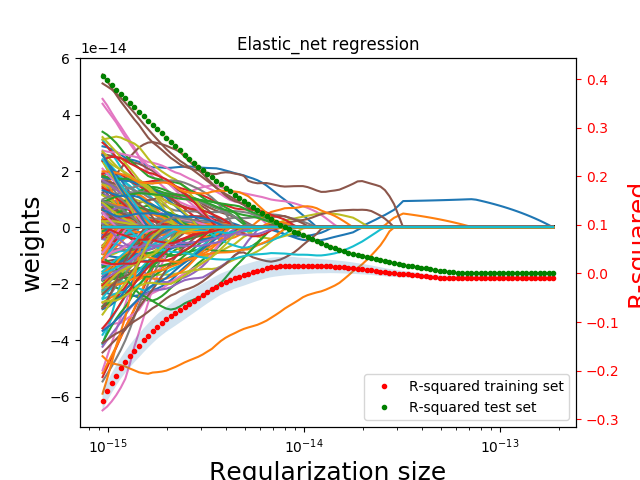 Elastic_net regression
1e−14
6
4
2
0
−2
−4
−6
weights
10⁻¹⁵
10⁻¹⁴
10⁻¹³
Regularization size
0.4
0.3
0.2
0.1
0.0
−0.1
−0.2
−0.3
R-squared
R-squared training set
R-squared test set